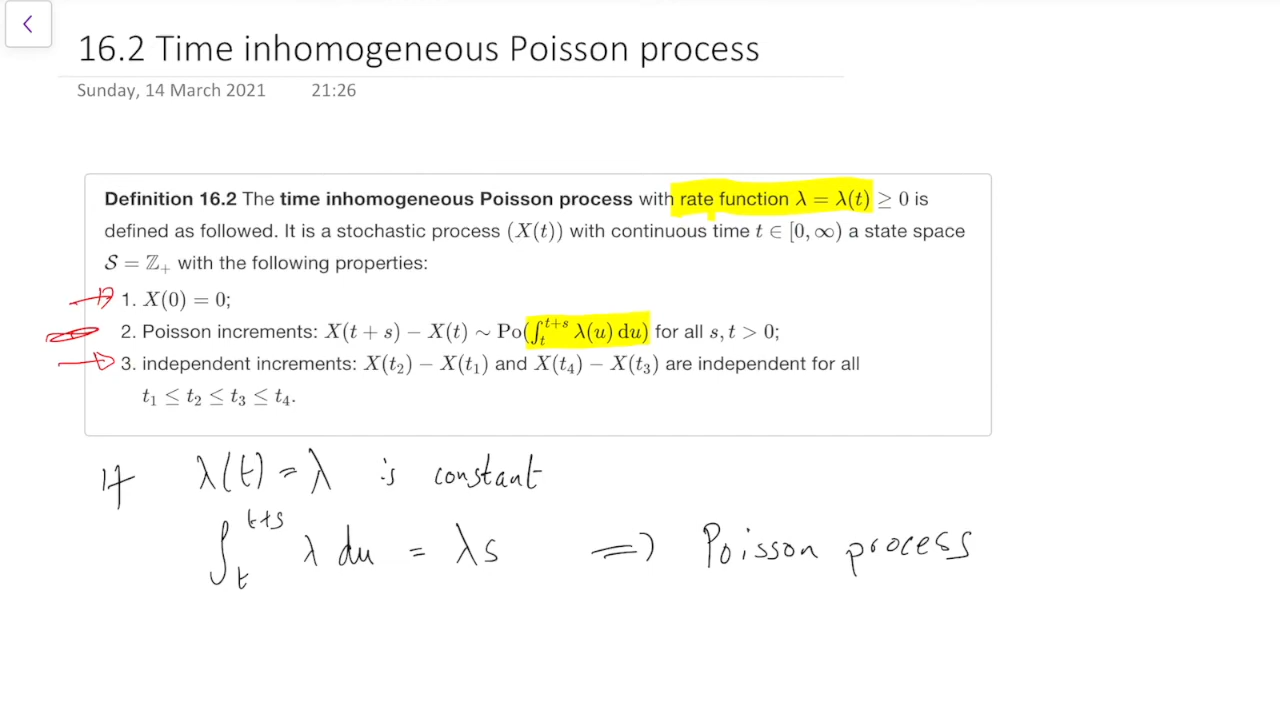 16.2 Time inhomogeneous Poisson process
Sunday, 14 March 2021 21:26
Definition 16.2 The time inhomogeneous Poisson process with rate function λ = λ(t) ≥ 0 is
defined as followed. It is a stochastic process (X(t)) with continuous time t ∈ [0, ∞) a state space
𝒮 = ℤ₊ with the following properties:
1. X(0) = 0;
2. Poisson increments: X(t + s) − X(t) ∼ Po(∫ₜᵗ⁺ˢ λ(u) du) for all s, t > 0;
3. independent increments: X(t₂) − X(t₁) and X(t₄) − X(t₃) are independent for all
t₁ ≤ t₂ ≤ t₃ ≤ t₄.
If λ(t) = λ is constant
∫ₜᵗ⁺ˢ λ du = λs ⇒ Poisson process